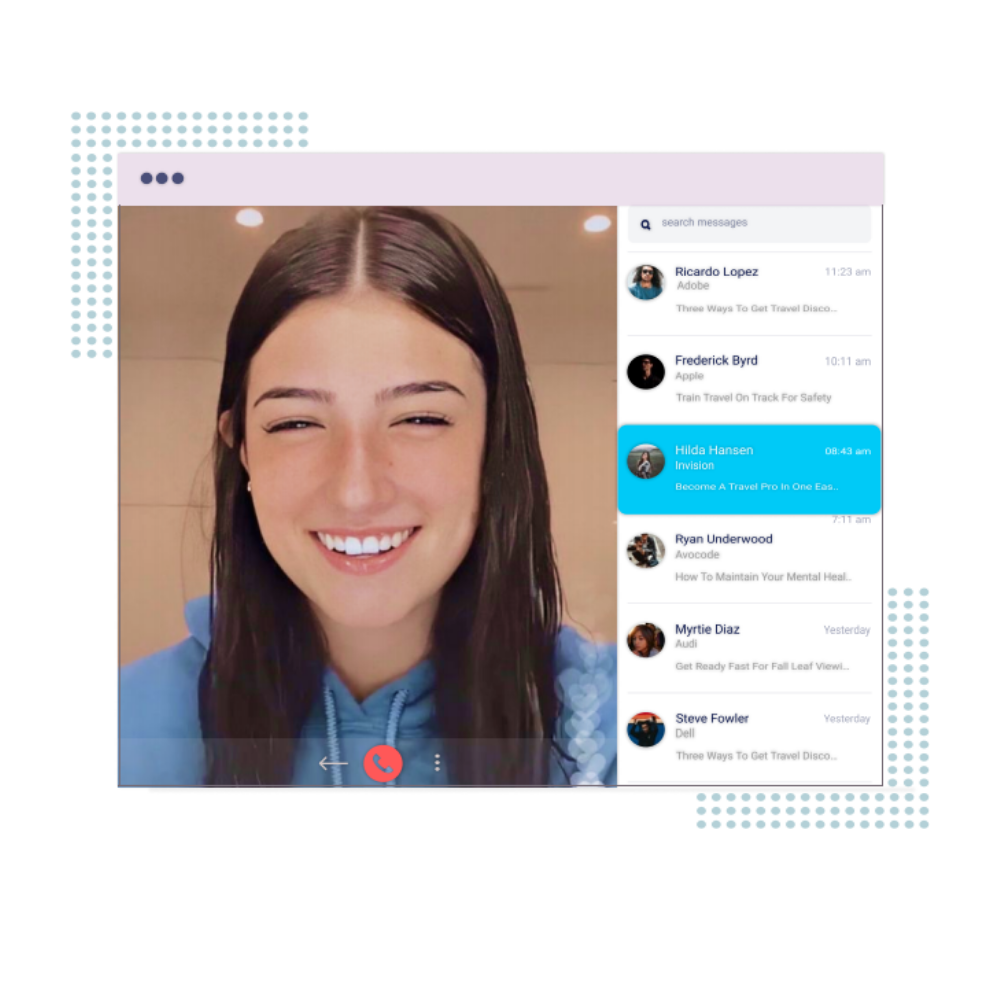 search messages
Ricardo Lopez 11:23 am
Adobe
Three Ways To Get Travel Disco...
Frederick Byrd 10:11 am
Apple
Train Travel On Track For Safety
Hilda Hansen 08:43 am
Invision
Become A Travel Pro In One Eas..
7:11 am
Ryan Underwood
Avocode
How To Maintain Your Mental Heal..
Myrtie Diaz Yesterday
Audi
Get Ready Fast For Fall Leaf Viewi...
Steve Fowler Yesterday
Dell
Three Ways To Get Travel Disco...